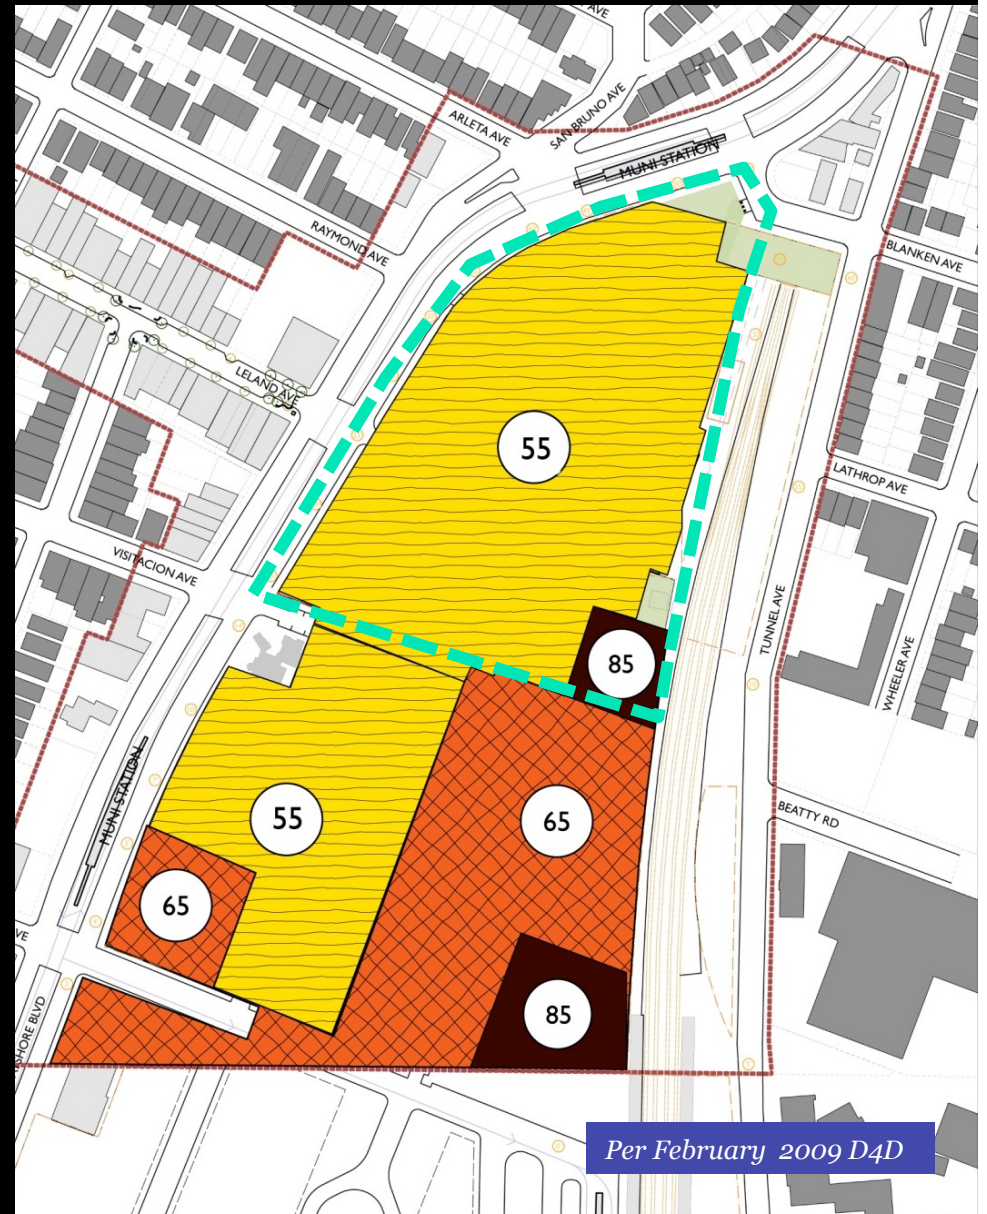 AVE
ARLETA AVE
SAN BRUNO AVE
MUNI STATION
RAYMOND AVE
BLANKEN AVE
LELAND AVE
55
LATHROP AVE
VISITACION AVE
TUNNEL AVE
WHEELER AVE
85
MUNI STATION
55
65
BEATTY RD
65
VE
SHORE BLVD
85
Per February 2009 D4D